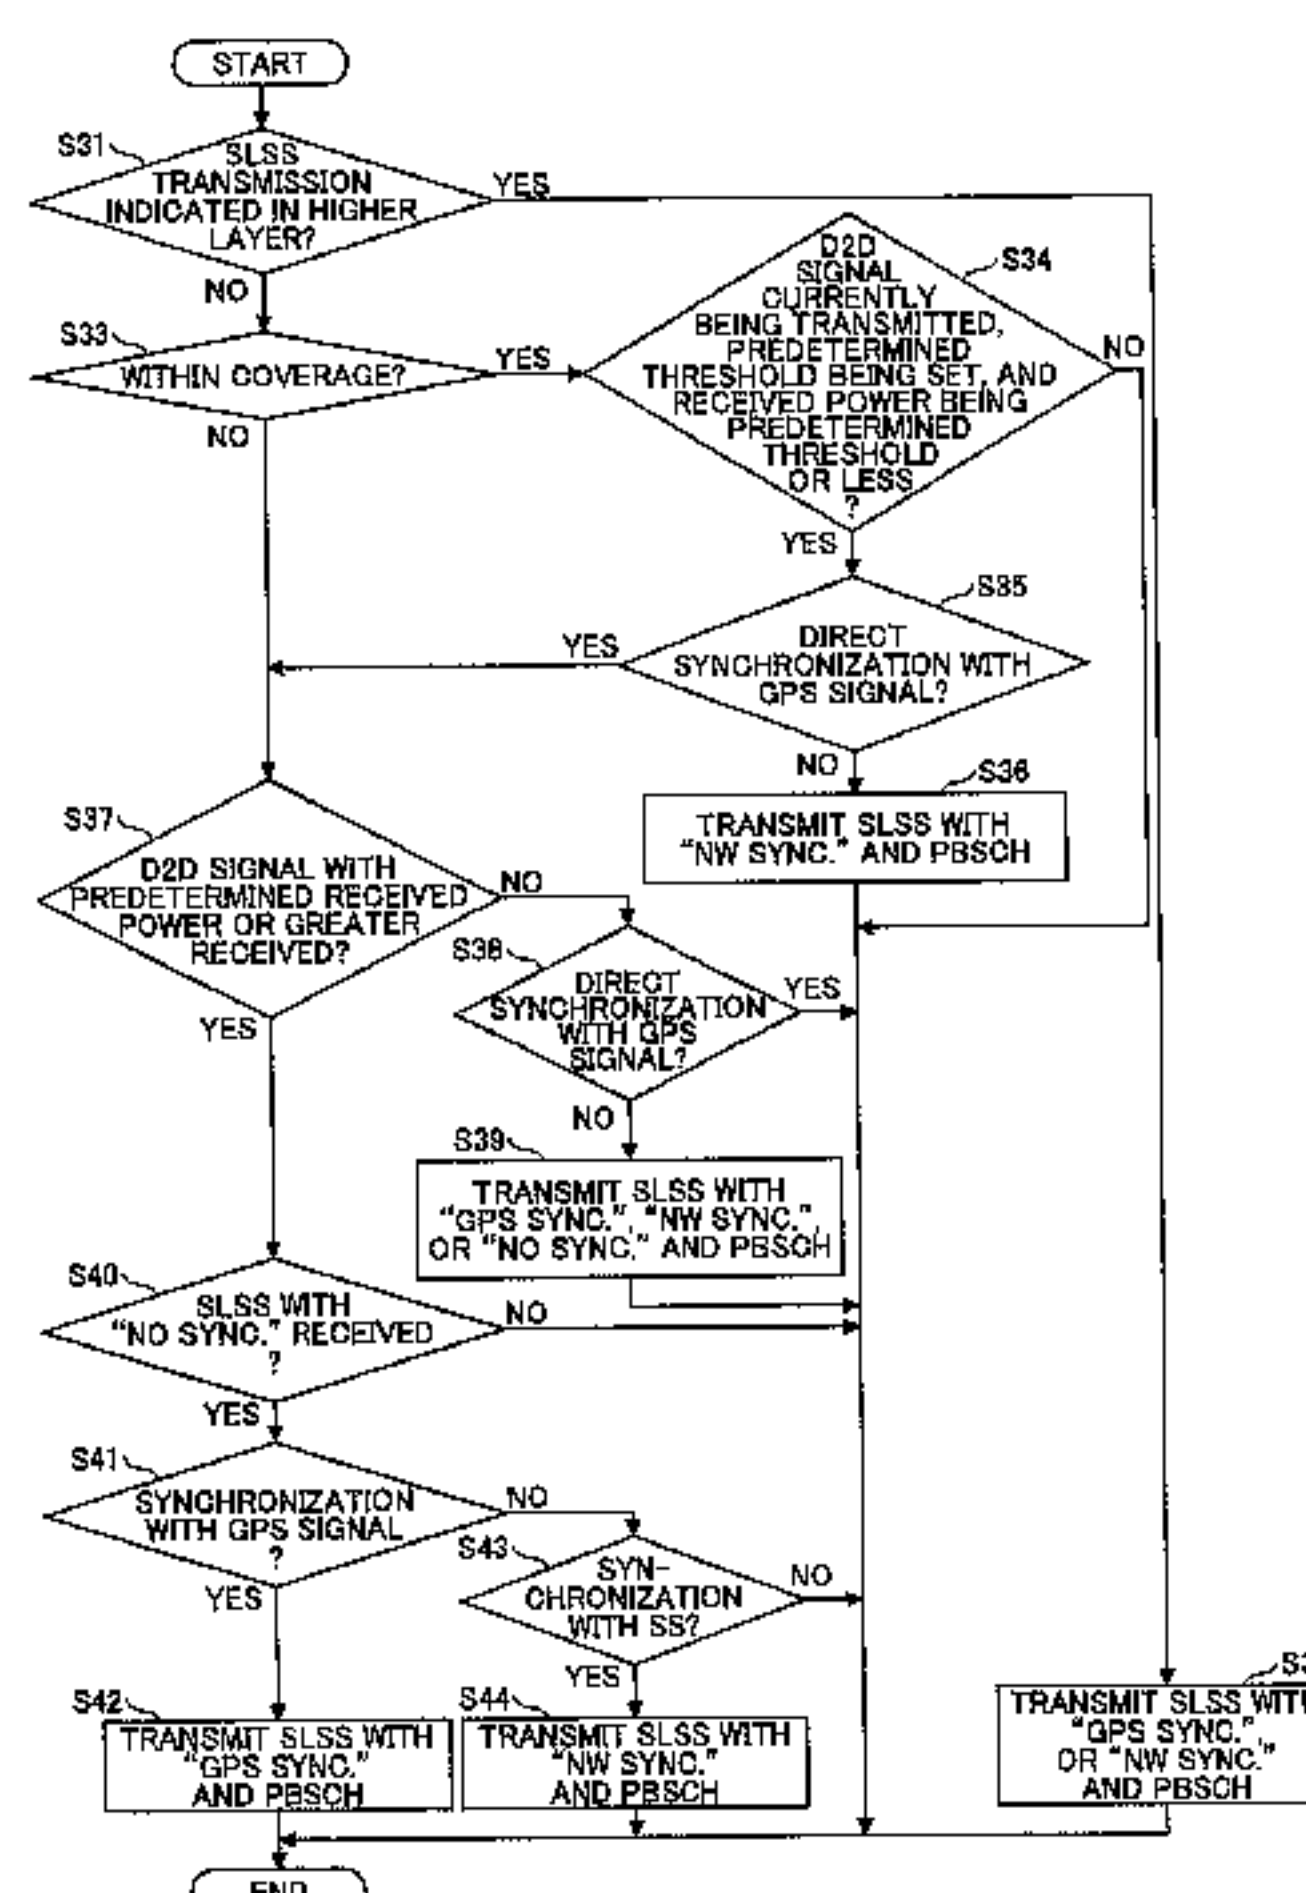 START
S31
SLSS
TRANSMISSION
INDICATED IN HIGHER
LAYER?
YES
NO
S33
WITHIN COVERAGE?
YES
NO
S34
D2D
SIGNAL
CURRENTLY
BEING TRANSMITTED,
PREDETERMINED
THRESHOLD BEING SET, AND
RECEIVED POWER BEING
PREDETERMINED
THRESHOLD
OR LESS
?
NO
YES
S35
DIRECT
SYNCHRONIZATION WITH
GPS SIGNAL?
YES
NO
S36
TRANSMIT SLSS WITH
"NW SYNC." AND PBSCH
S37
D2D SIGNAL WITH
PREDETERMINED RECEIVED
POWER OR GREATER
RECEIVED?
NO
YES
S38
DIRECT
SYNCHRONIZATION
WITH GPS
SIGNAL?
YES
NO
S39
TRANSMIT SLSS WITH
"GPS SYNC.", "NW SYNC.",
OR "NO SYNC." AND PBSCH
S40
SLSS WITH
"NO SYNC." RECEIVED
?
NO
YES
S41
SYNCHRONIZATION
WITH GPS SIGNAL
?
NO
YES
S43
SYN-
CHRONIZATION
WITH SS?
NO
YES
S42
TRANSMIT SLSS WITH
"GPS SYNC."
AND PBSCH
S44
TRANSMIT SLSS WITH
"NW SYNC."
AND PBSCH
TRANSMIT SLSS WITH
"GPS SYNC."
OR "NW SYNC."
AND PBSCH
END